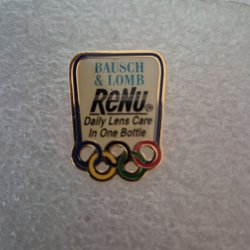 BAUSCH
& LOMB
ReNu®
Daily Lens Care
In One Bottle